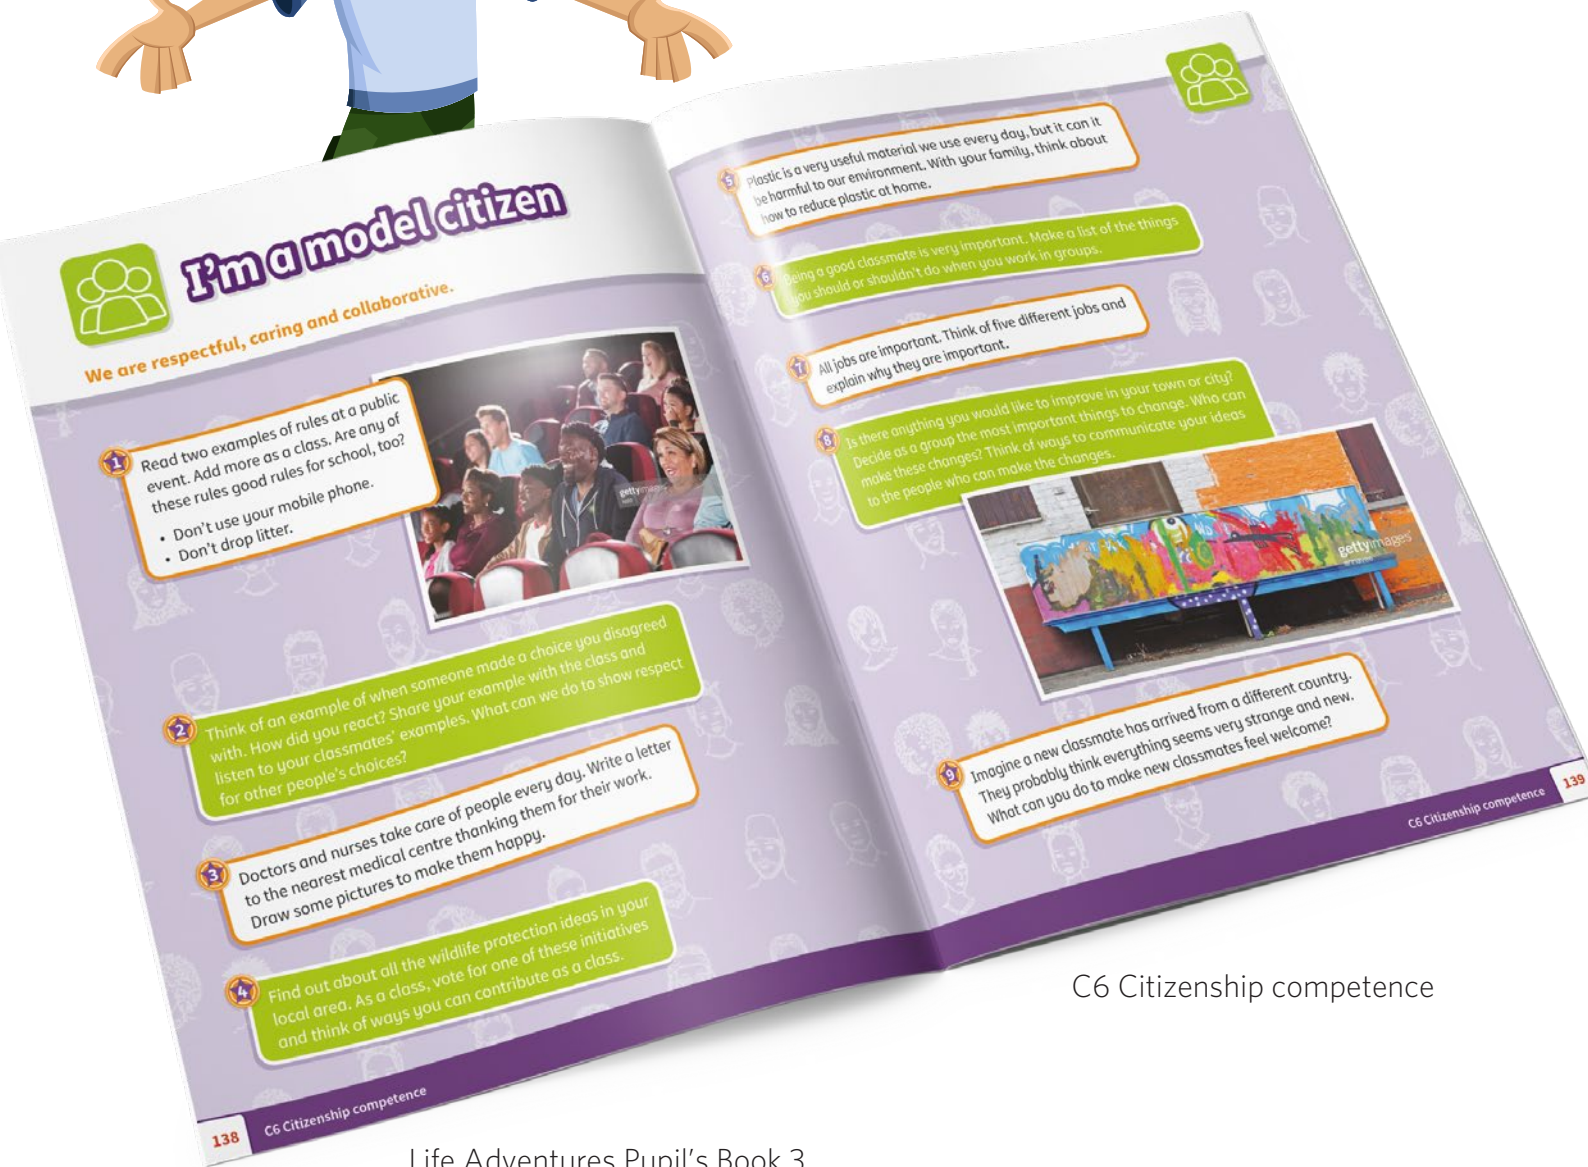 I'm a model citizen
We are respectful, caring and collaborative.
1
Read two examples of rules at a public
event. Add more as a class. Are any of
these rules good rules for school, too?
• Don't use your mobile phone.
• Don't drop litter.
gettyimages
2
Think of an example of when someone made a choice you disagreed
with. How did you react? Share your example with the class and
listen to your classmates' examples. What can we do to show respect
for other people's choices?
3
Doctors and nurses take care of people every day. Write a letter
to the nearest medical centre thanking them for their work.
Draw some pictures to make them happy.
4
Find out about all the wildlife protection ideas in your
local area. As a class, vote for one of these initiatives
and think of ways you can contribute as a class.
138
C6 Citizenship competence
5
Plastic is a very useful material we use every day, but it can it
be harmful to our environment. With your family, think about
how to reduce plastic at home.
6
Being a good classmate is very important. Make a list of the things
you should or shouldn't do when you work in groups.
7
All jobs are important. Think of five different jobs and
explain why they are important.
8
Is there anything you would like to improve in your town or city?
Decide as a group the most important things to change. Who can
make these changes? Think of ways to communicate your ideas
to the people who can make the changes.
gettyimages
9
Imagine a new classmate has arrived from a different country.
They probably think everything seems very strange and new.
What can you do to make new classmates feel welcome?
C6 Citizenship competence
139
C6 Citizenship competence
Life Adventures Pupil's Book 3